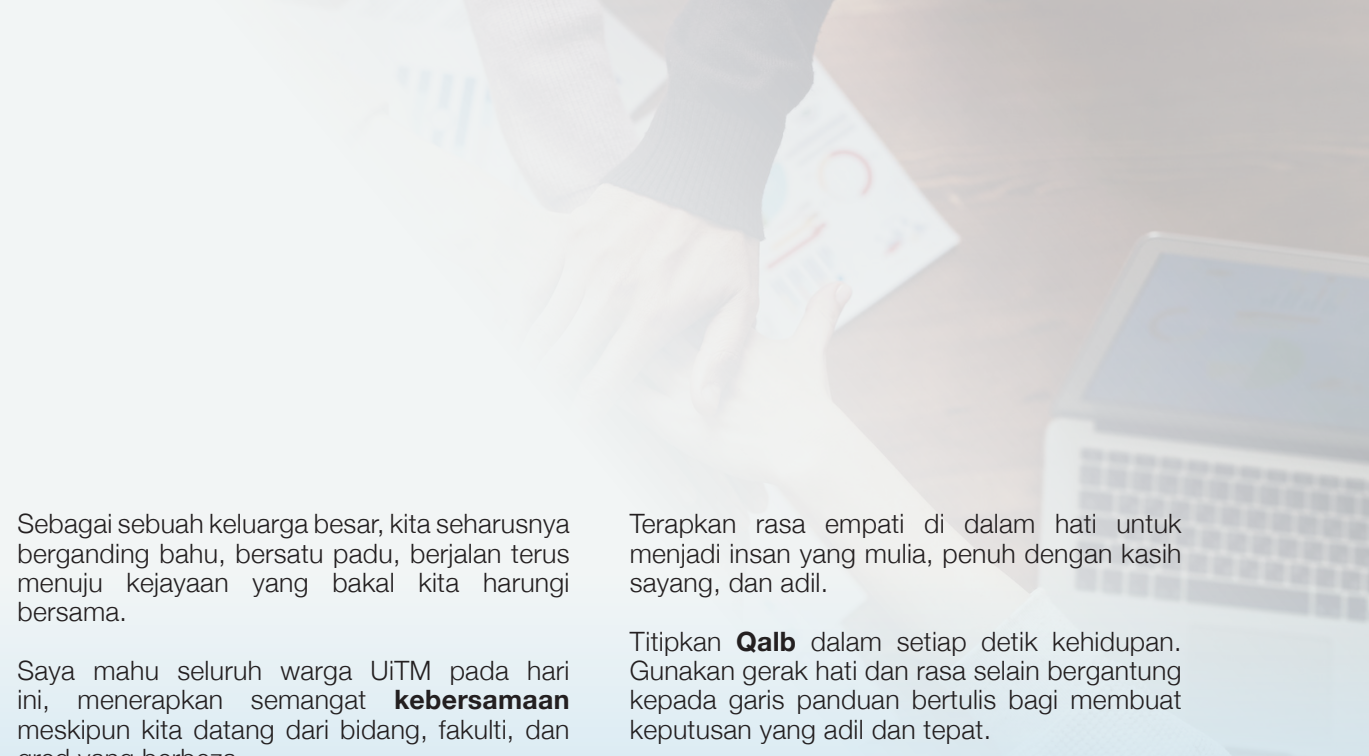 Sebagai sebuah keluarga besar, kita seharusnya
berganding bahu, bersatu padu, berjalan terus
menuju kejayaan yang bakal kita harungi
bersama.
Saya mahu seluruh warga UiTM pada hari
ini, menerapkan semangat kebersamaan
meskipun kita datang dari bidang, fakulti, dan
gred yang berbeza.
Terapkan rasa empati di dalam hati untuk
menjadi insan yang mulia, penuh dengan kasih
sayang, dan adil.
Titipkan Qalb dalam setiap detik kehidupan.
Gunakan gerak hati dan rasa selain bergantung
kepada garis panduan bertulis bagi membuat
keputusan yang adil dan tepat.